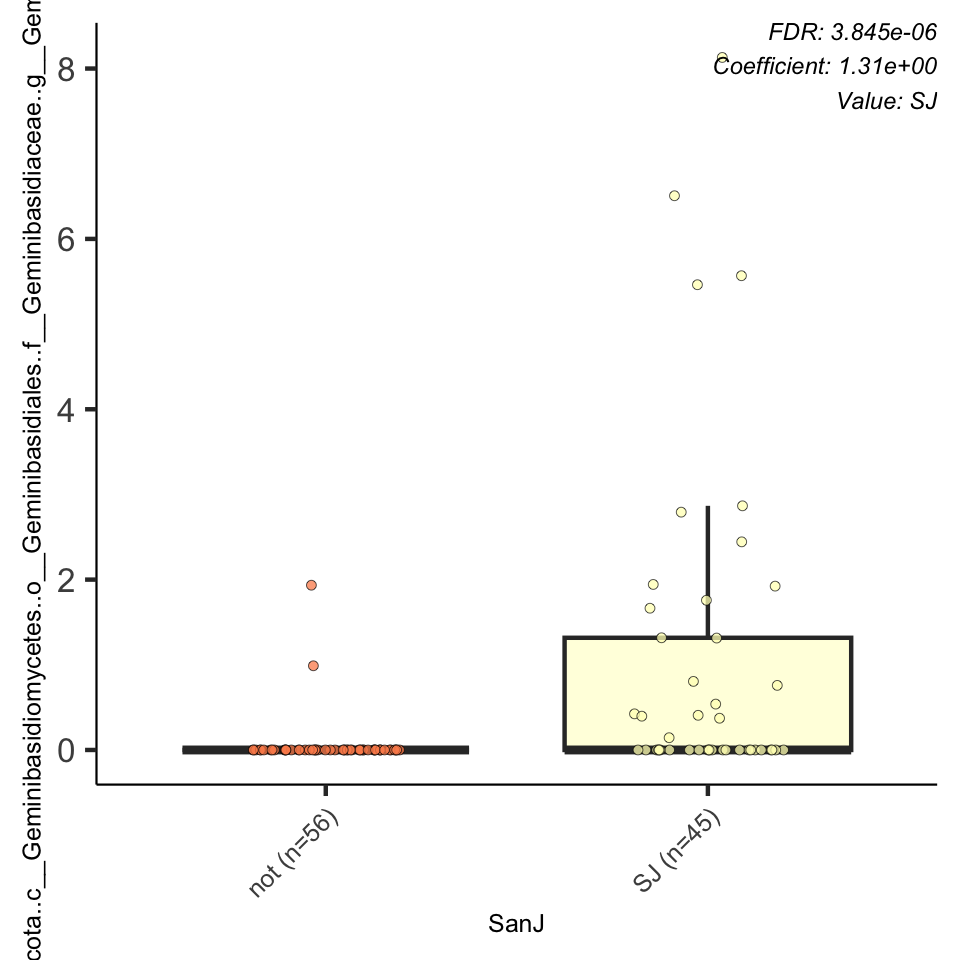 FDR: 3.845e-06
Coefficient: 1.31e+00
Value: SJ
cota..c__Geminibasidiomycetes..o__Geminibasidiales..f__Geminibasidiaceae..g__Gem
8
6
4
2
0
not (n=56)
SJ (n=45)
SanJ